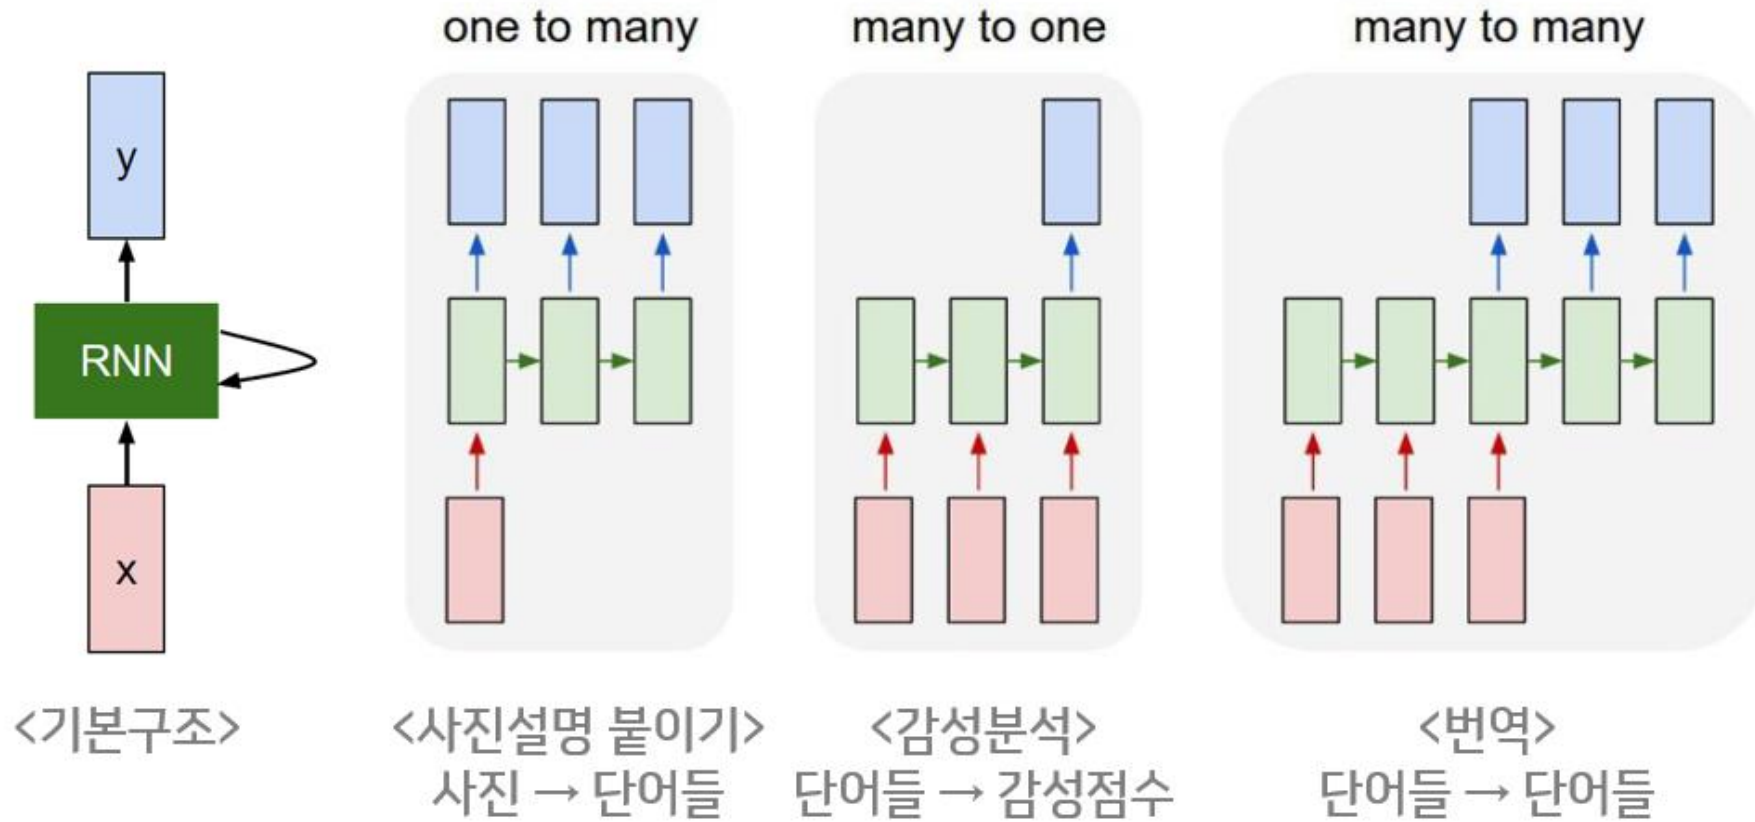 one to many
many to one
many to many
y
RNN
x
<기본구조>
<사진설명 붙이기>
사진 → 단어들
<감성분석>
단어들 → 감성점수
<번역>
단어들 → 단어들